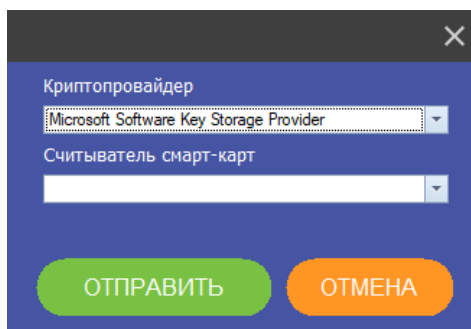 Криптопровайдер
Microsoft Software Key Storage Provider
Считыватель смарт-карт
ОТПРАВИТЬ ОТМЕНА